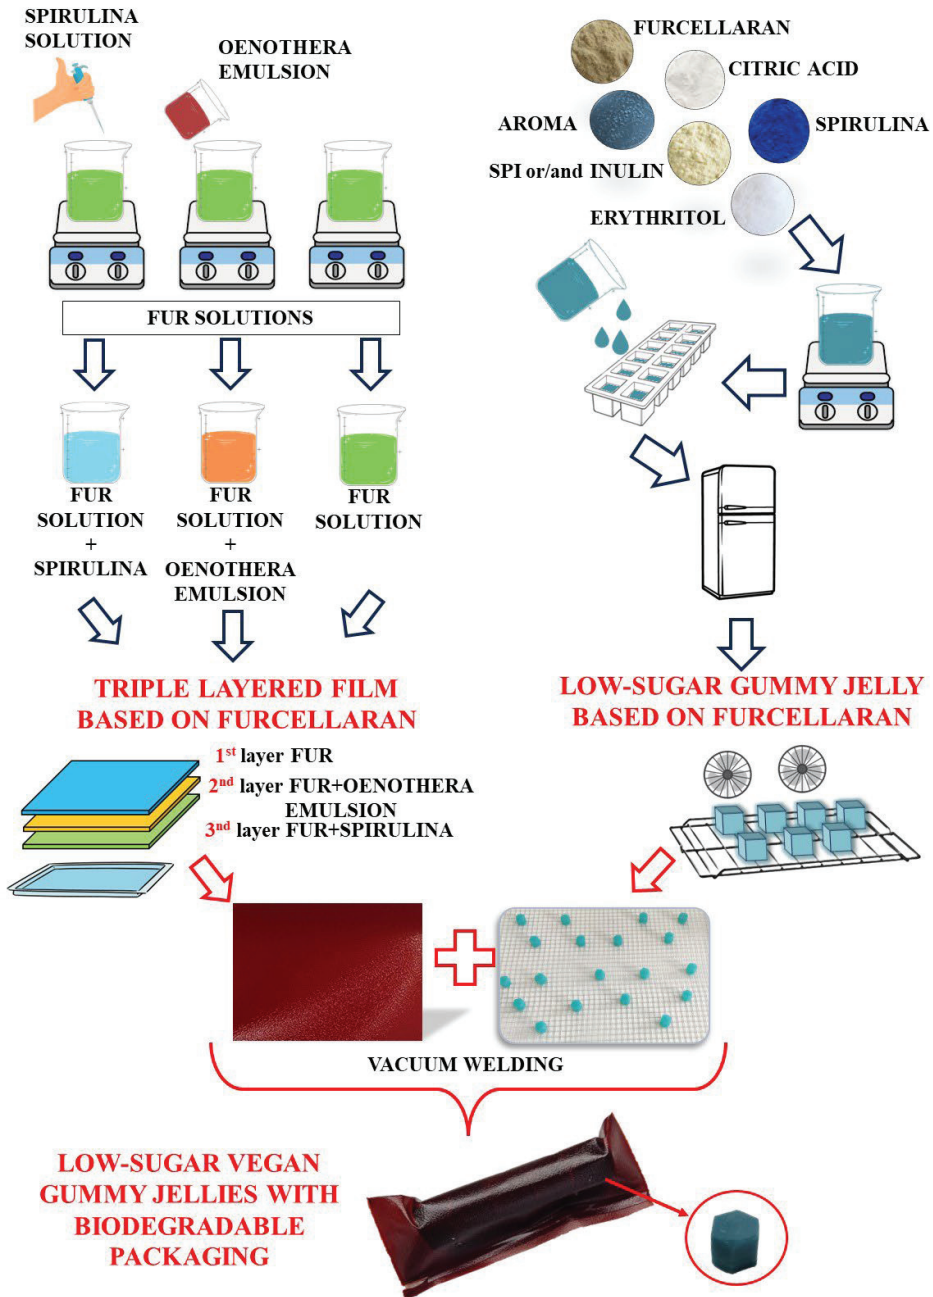 SPIRULINA
SOLUTION
OENOTHERA
EMULSION
FUR SOLUTIONS
FUR
SOLUTION
+
SPIRULINA
FUR
SOLUTION
+
OENOTHERA
EMULSION
FUR
SOLUTION
TRIPLE LAYERED FILM
BASED ON FURCELLARAN
1st layer FUR
2nd layer FUR+OENOTHERA
EMULSION
3nd layer FUR+SPIRULINA
FURCELLARAN
CITRIC ACID
AROMA
SPIRULINA
SPI or/and INULIN
ERYTHRITOL
LOW-SUGAR GUMMY JELLY
BASED ON FURCELLARAN
VACUUM WELDING
LOW-SUGAR VEGAN
GUMMY JELLIES WITH
BIODEGRADABLE
PACKAGING